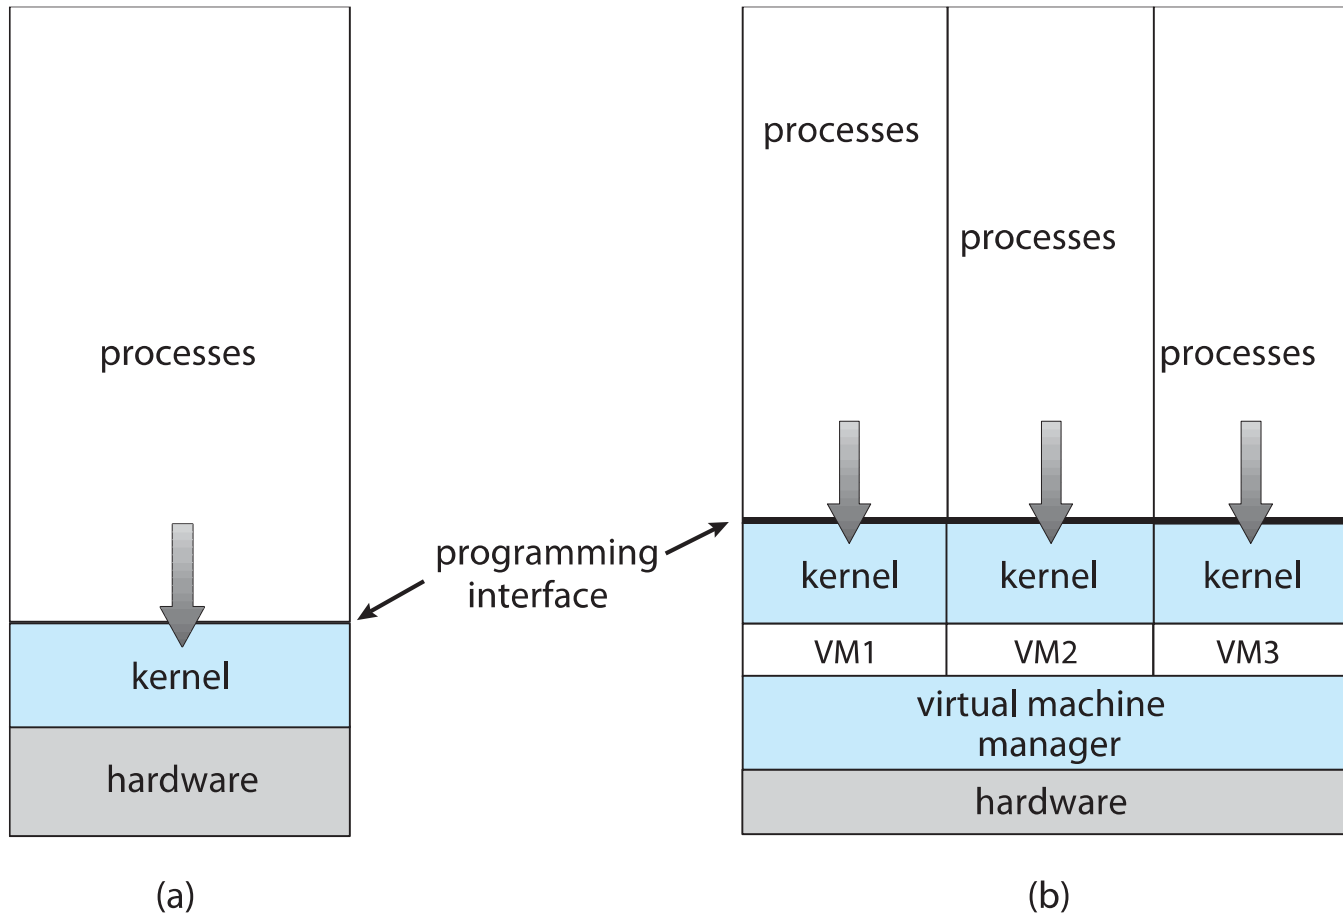 processes
kernel
hardware
(a)
programming
interface
processes
processes
processes
kernel
kernel
kernel
VM1
VM2
VM3
virtual machine
manager
hardware
(b)